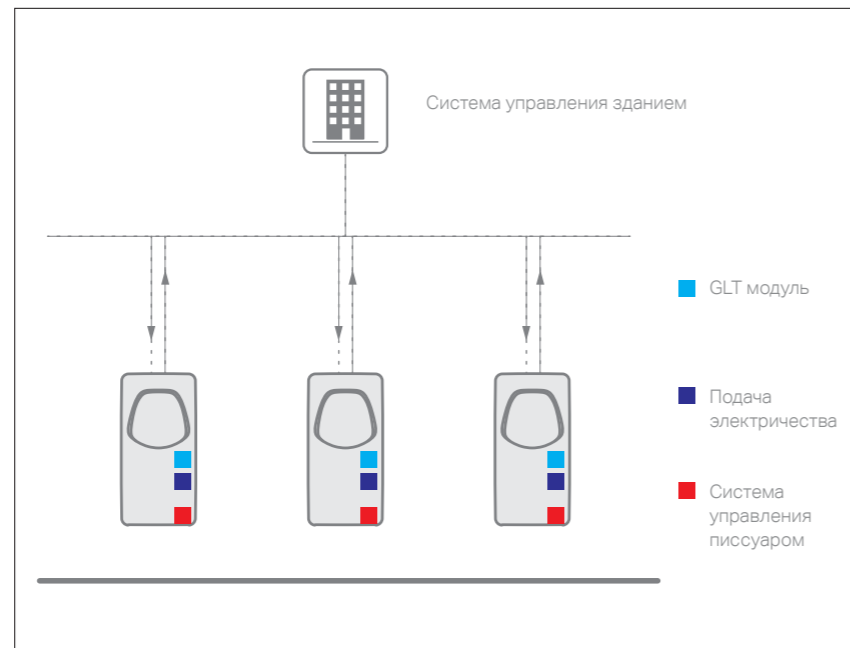 Система управления зданием
GLT модуль
Подача
электричества
Система
управления
писсуаром